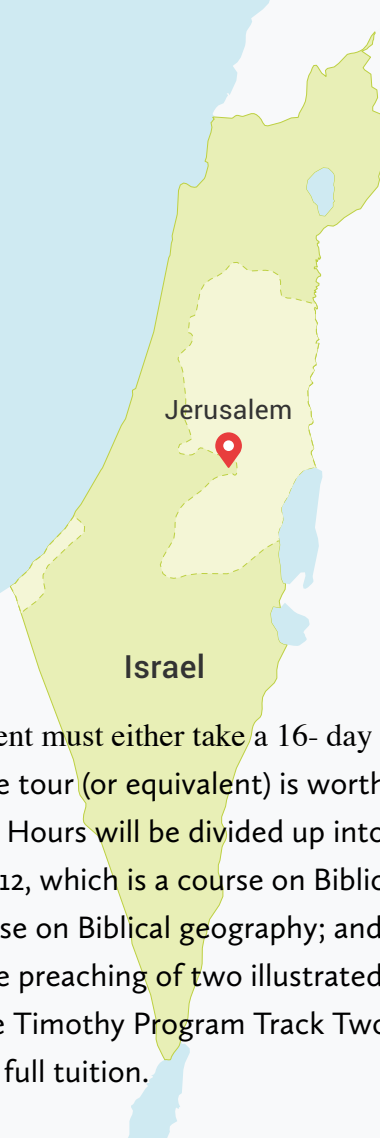 Jerusalem
Israel
ent must either take a 16- day
e tour (or equivalent) is worth
Hours will be divided up into
12, which is a course on Biblic
se on Biblical geography; and
e preaching of two illustrated
e Timothy Program Track Two
full tuition.